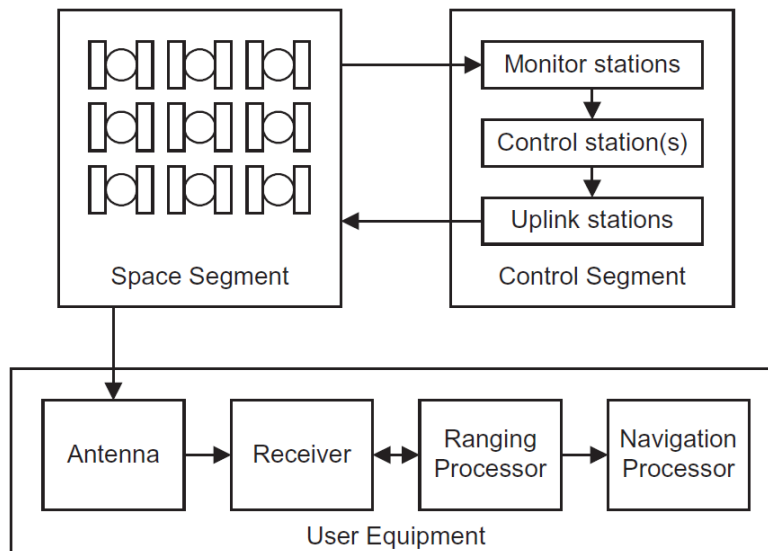 Monitor stations
Control station(s)
Uplink stations
Space Segment
Control Segment
Antenna
Receiver
Ranging
Processor
Navigation
Processor
User Equipment